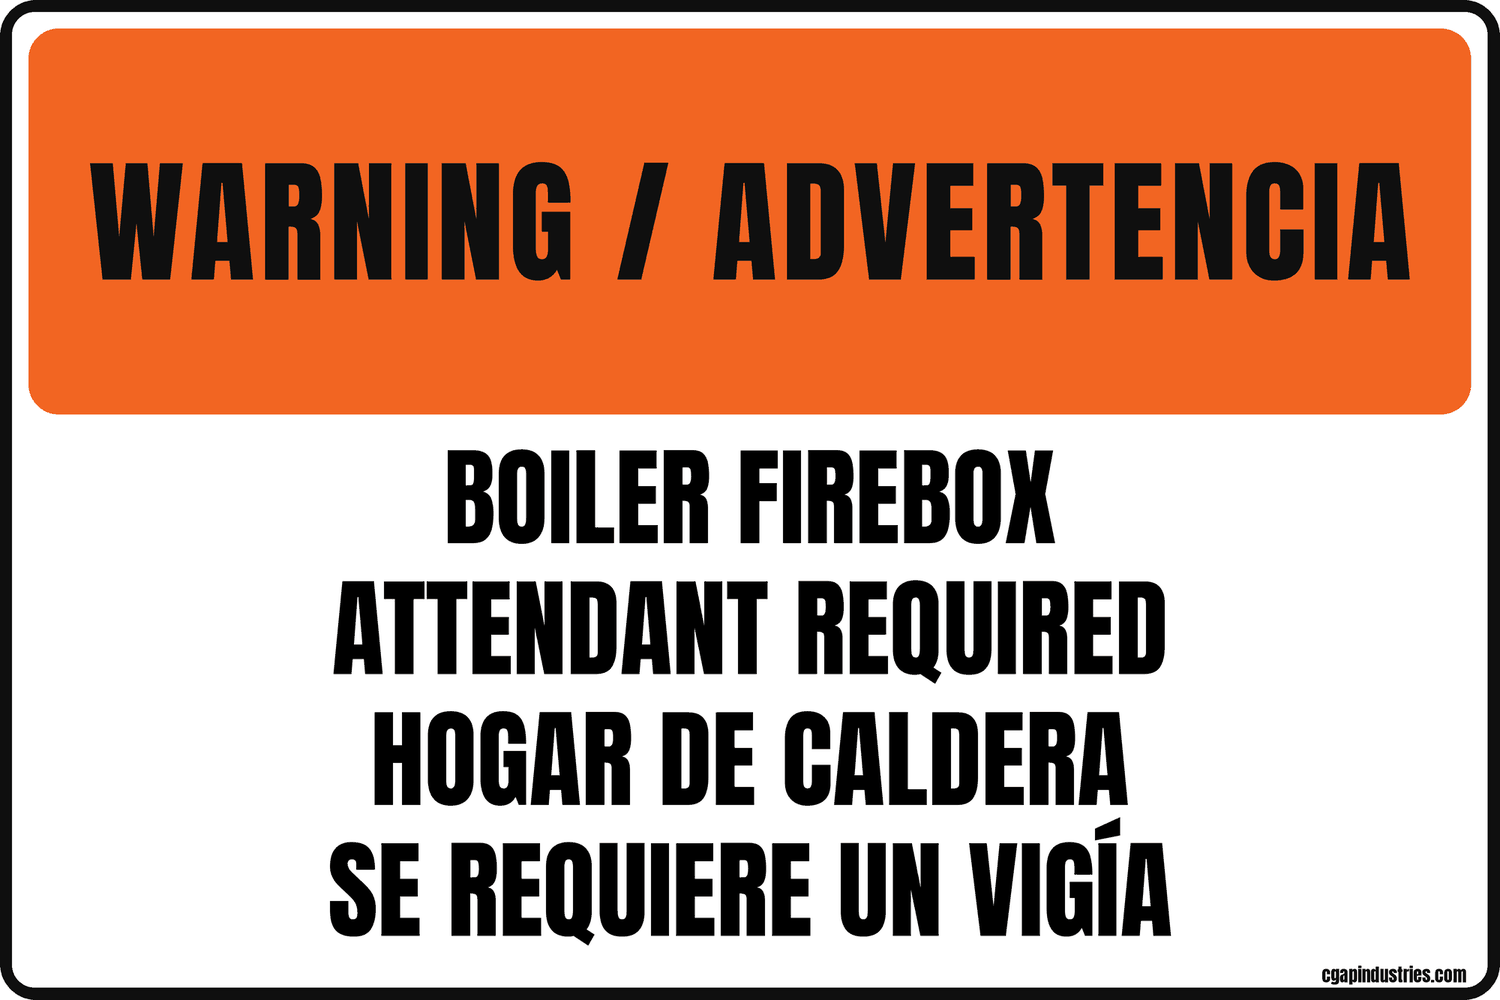 WARNING / ADVERTENCIA
BOILER FIREBOX
ATTENDANT REQUIRED
HOGAR DE CALDERA
SE REQUIERE UN VIGÍA
cgapindustries.com